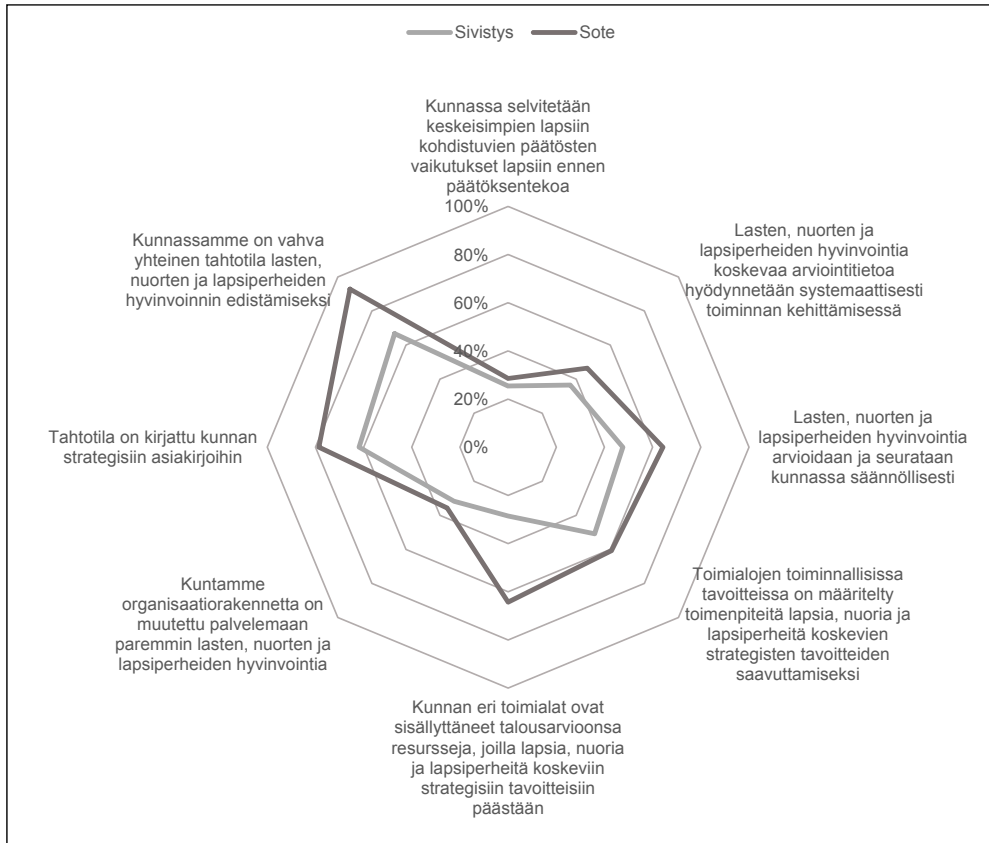 Sivistys
Sote
Kunnassa selvitetään
keskeisimpien lapsiin
kohdistuvien päätösten
vaikutukset lapsiin ennen
päätöksentekoa
Lasten, nuorten ja
lapsiperheiden hyvinvointia
koskevaa arviointitietoa
hyödynnetään systemaattisesti
toiminnan kehittämisessä
Lasten, nuorten ja
lapsiperheiden hyvinvointia
arvioidaan ja seurataan
kunnassa säännöllisesti
Toimialojen toiminnallisissa
tavoitteissa on määritelty
toimenpiteitä lapsia, nuoria ja
lapsiperheitä koskevien
strategisten tavoitteiden
saavuttamiseksi
Kunnan eri toimialat ovat
sisällyttäneet talousarvioonsa
resursseja, joilla lapsia, nuoria
ja lapsiperheitä koskeviin
strategisiin tavoitteisiin
päästään
Kuntamme
organisaatiorakennetta on
muutettu palvelemaan
paremmin lasten, nuorten ja
lapsiperheiden hyvinvointia
Tahtotila on kirjattu kunnan
strategisiin asiakirjoihin
Kunnassamme on vahva
yhteinen tahtotila lasten,
nuorten ja lapsiperheiden
hyvinvoinnin edistämiseksi
100%
80%
60%
40%
20%
0%